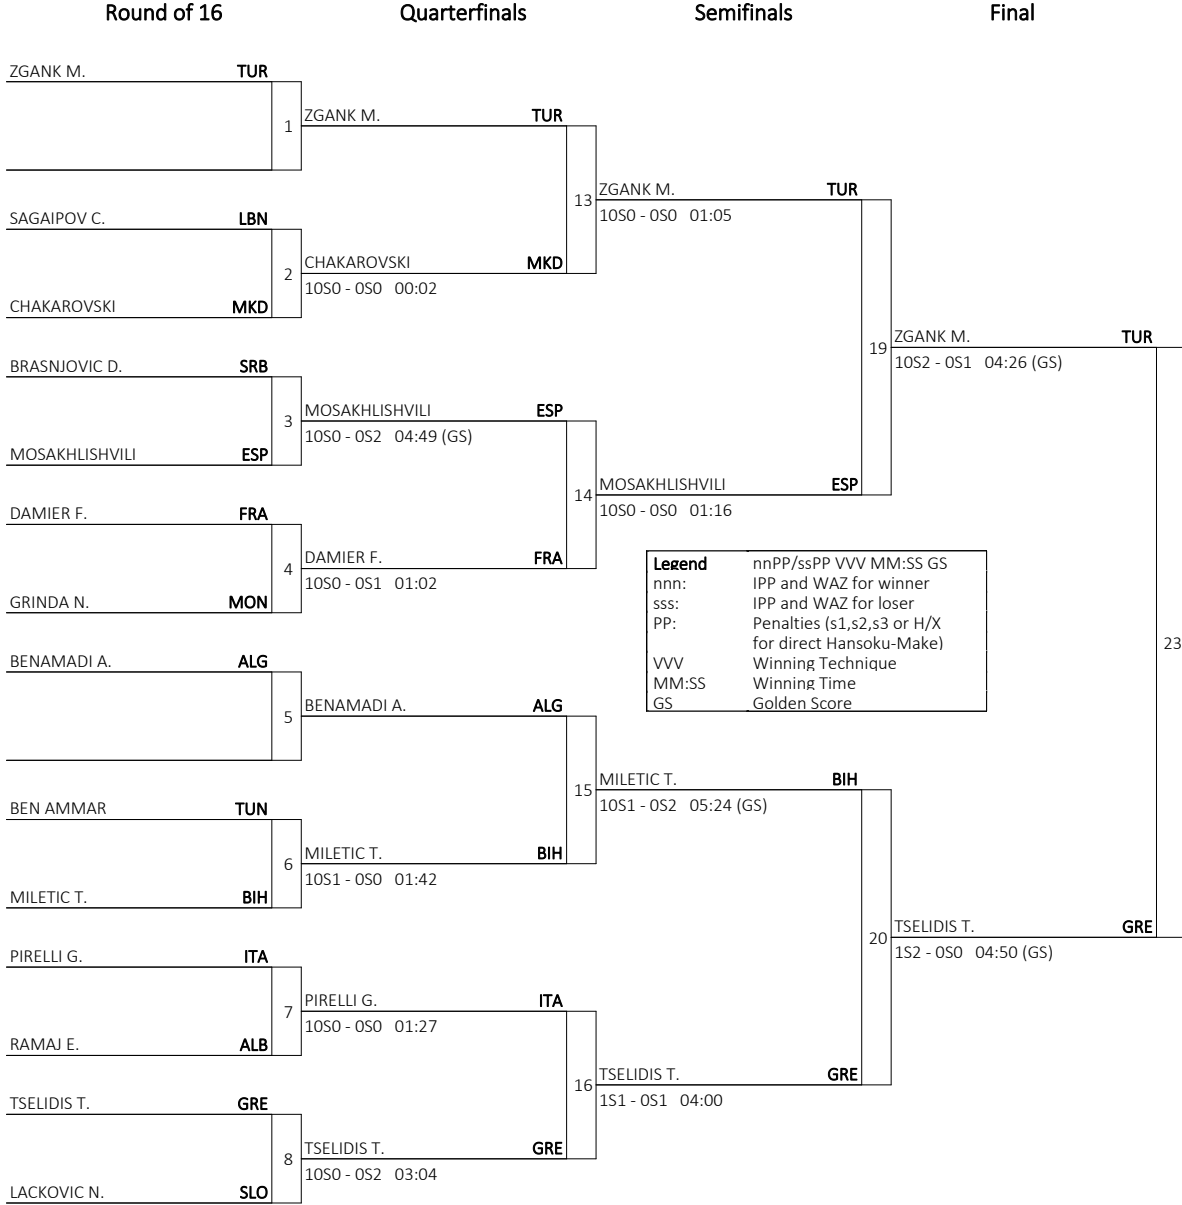 Round of 16 Quarterfinals Semifinals Final
ZGANK M. TUR
1
ZGANK M. TUR
13
ZGANK M. TUR
10S0 - 0S0 01:05
SAGAIPOV C. LBN
2
CHAKAROVSKI MKD
10S0 - 0S0 00:02
CHAKAROVSKI MKD
19
ZGANK M. TUR
10S2 - 0S1 04:26 (GS)
BRASNJOVIC D. SRB
3
MOSAKHLISHVILI ESP
10S0 - 0S2 04:49 (GS)
MOSAKHLISHVILI ESP
14
MOSAKHLISHVILI ESP
10S0 - 0S0 01:16
DAMIER F. FRA
4
DAMIER F. FRA
10S0 - 0S1 01:02
GRINDA N. MON
Legend nnPP/ssPP VVV MM:SS GS
nnn: IPP and WAZ for winner
sss: IPP and WAZ for loser
PP: Penalties (s1,s2,s3 or H/X
for direct Hansoku-Make)
VVV Winning Technique
MM:SS Winning Time
GS Golden Score
23
BENAMADI A. ALG
5
BENAMADI A. ALG
15
MILETIC T. BIH
10S1 - 0S2 05:24 (GS)
BEN AMMAR TUN
6
MILETIC T. BIH
10S1 - 0S0 01:42
MILETIC T. BIH
20
TSELIDIS T. GRE
1S2 - 0S0 04:50 (GS)
PIRELLI G. ITA
7
PIRELLI G. ITA
10S0 - 0S0 01:27
RAMAJ E. ALB
16
TSELIDIS T. GRE
1S1 - 0S1 04:00
TSELIDIS T. GRE
8
TSELIDIS T. GRE
10S0 - 0S2 03:04
LACKOVIC N. SLO